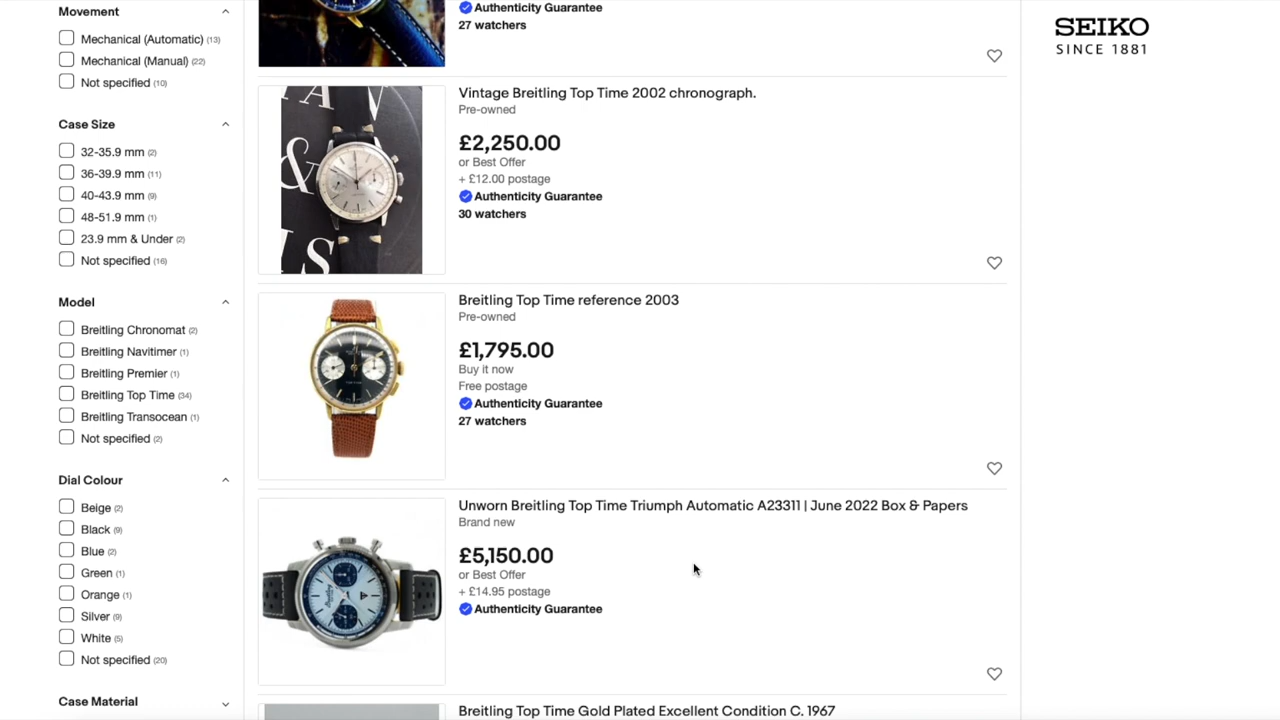 Movement
Mechanical (Automatic) (13)
Mechanical (Manual) (22)
Not specified (10)
Case Size
32-35.9 mm (2)
36-39.9 mm (11)
40-43.9 mm (9)
48-51.9 mm (1)
23.9 mm & Under (2)
Not specified (16)
Model
Breitling Chronomat (2)
Breitling Navitimer (1)
Breitling Premier (1)
Breitling Top Time (34)
Breitling Transocean (1)
Not specified (2)
Dial Colour
Beige (2)
Black (9)
Blue (2)
Green (1)
Orange (1)
Silver (9)
White (5)
Not specified (20)
Case Material
Authenticity Guarantee
27 watchers
Vintage Breitling Top Time 2002 chronograph.
Pre-owned
£2,250.00
or Best Offer
+ £12.00 postage
Authenticity Guarantee
30 watchers
Breitling Top Time reference 2003
Pre-owned
£1,795.00
Buy it now
Free postage
Authenticity Guarantee
27 watchers
Unworn Breitling Top Time Triumph Automatic A23311 | June 2022 Box & Papers
Brand new
£5,150.00
or Best Offer
+ £14.95 postage
Authenticity Guarantee
Breitling Top Time Gold Plated Excellent Condition C. 1967
SEIKO
SINCE 1881